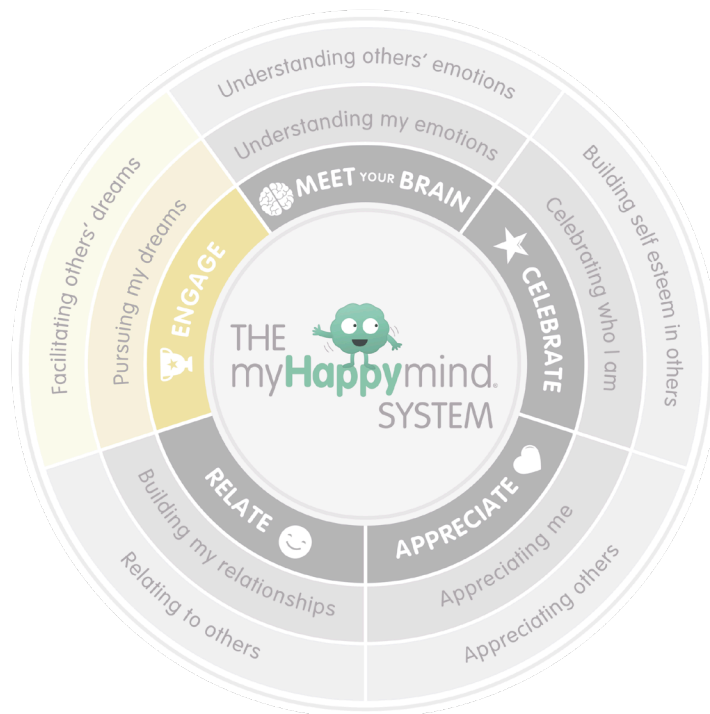 Understanding others' emotions
Understanding my emotions
MEET YOUR BRAIN
Building self esteem in others
Celebrating who I am
CELEBRATE
Appreciating others
Appreciating me
APPRECIATE
Relating to others
Building my relationships
RELATE
Facilitating others' dreams
Pursuing my dreams
ENGAGE
THE
myHappymind®
SYSTEM